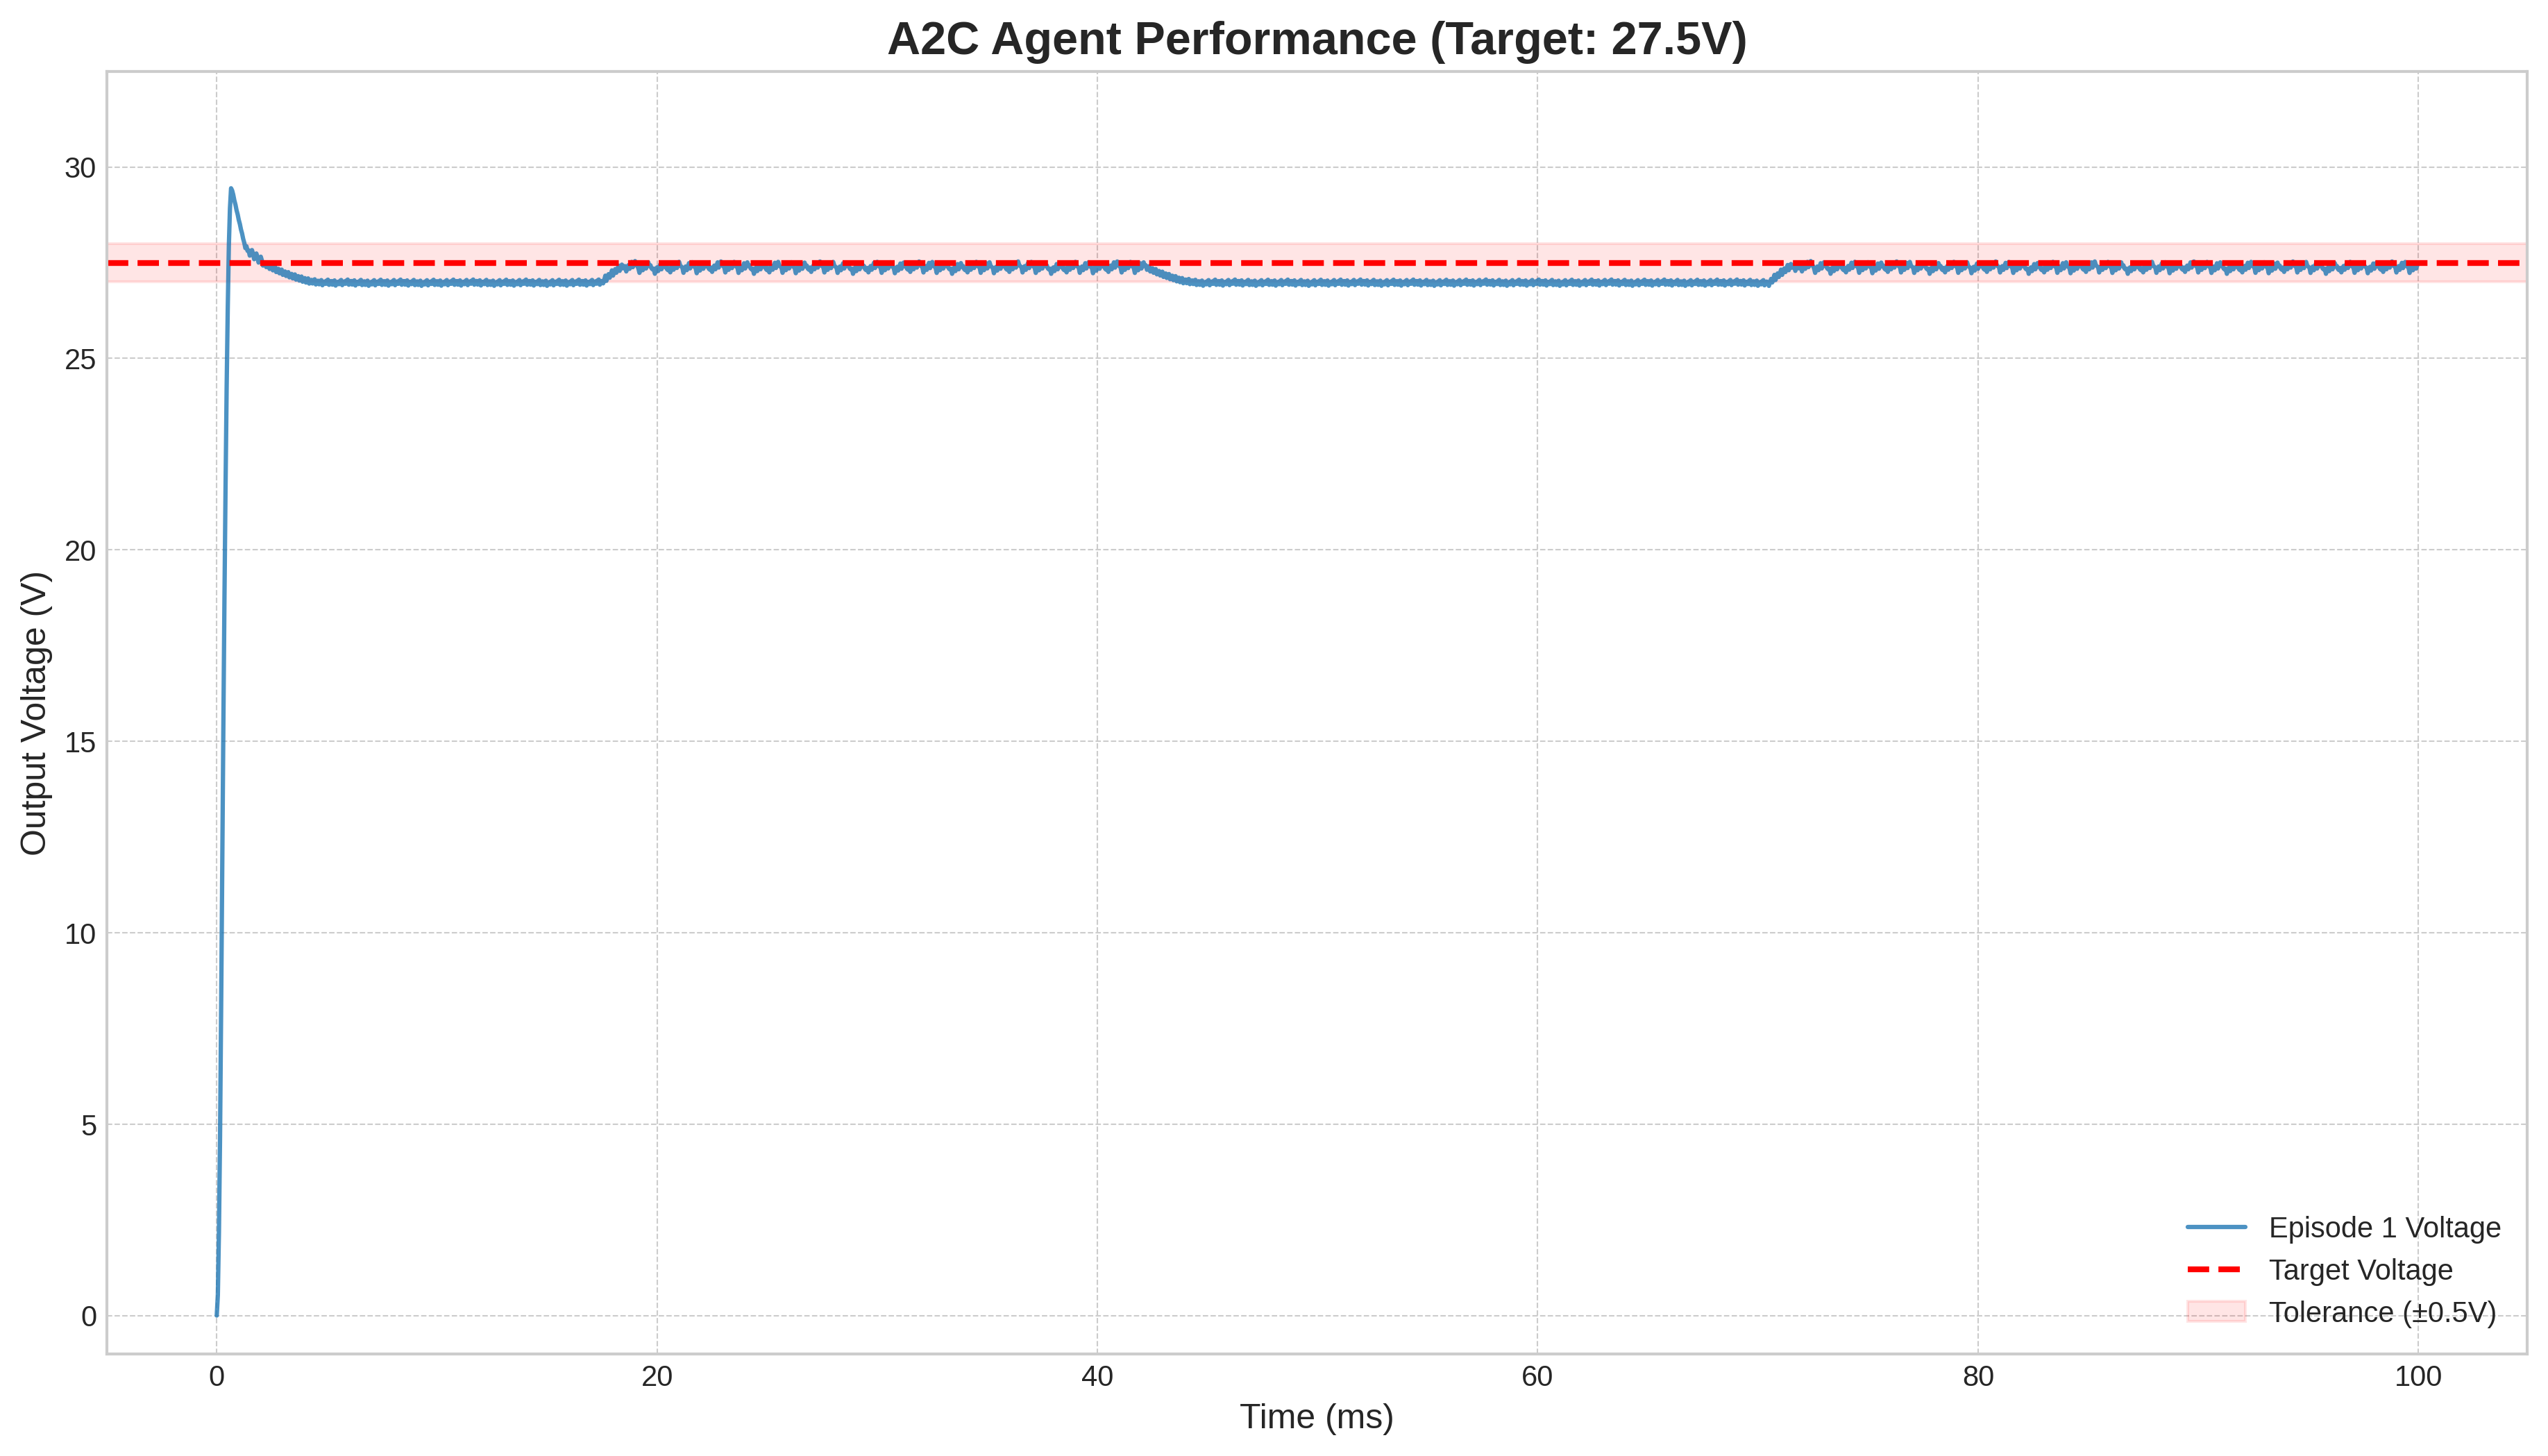 A2C Agent Performance (Target: 27.5V)
Output Voltage (V)
30
25
20
15
10
5
0
0 20 40 60 80 100
Time (ms)
Episode 1 Voltage
Target Voltage
Tolerance (±0.5V)